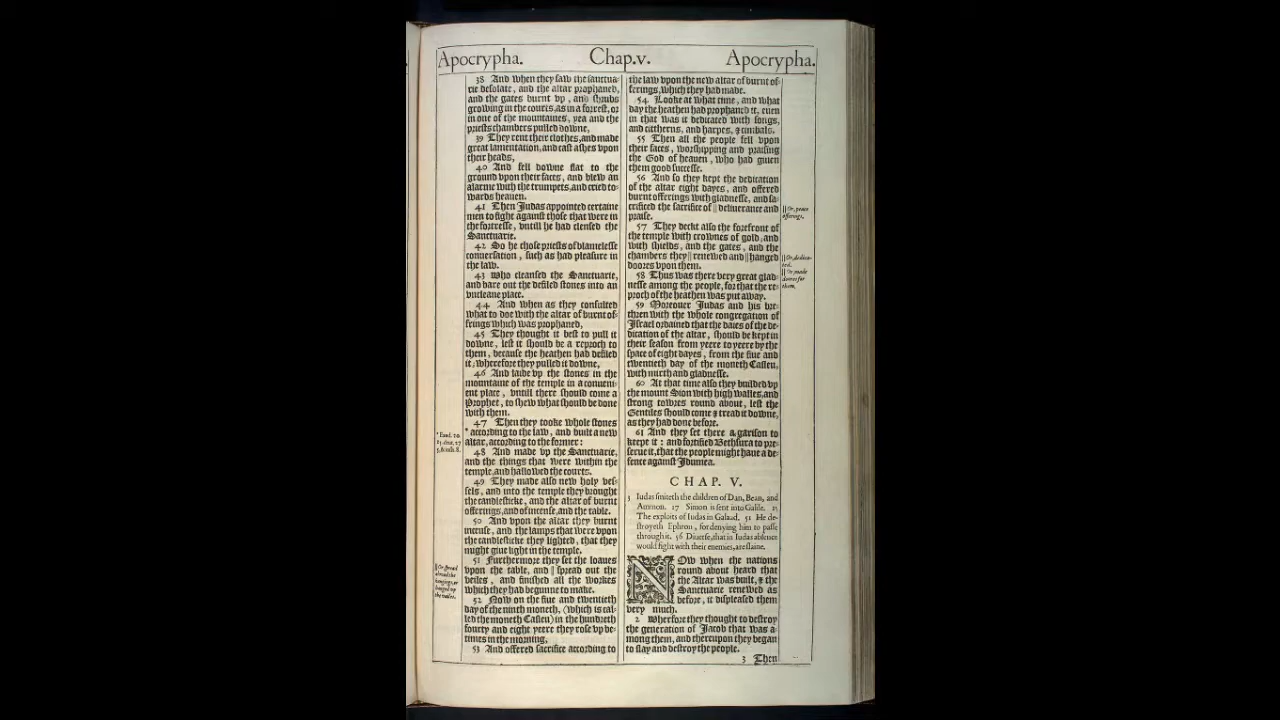 Apocrypha. Chap.v. Apocrypha.
38 And when they saw the sanctua-
rie desolate, and the altar prophaned,
and the gates burnt vp, and shrubs
growing in the courts, as in a forrest, or
in one of the mountaines, yea and the
priests chambers pulled downe,
39 They rent their clothes, and made
great lamentation, and cast ashes vpon
their heads,
40 And fell downe flat to the
ground vpon their faces, and blew an
alarme with the trumpets, and cried to-
wards heauen.
41 Then Judas appointed certaine
men to fight against those that were in
the fortresse, vntill he had clensed the
Sanctuarie.
42 So he chose priests of blamelesse
conuersation, such as had pleasure in
the law.
43 Who cleansed the Sanctuarie,
and bare out the defiled stones into an
vncleane place.
44 And when as they consulted
what to doe with the altar of burnt of-
frings which was prophaned,
45 They thought it best to pull it
downe, lest it should be a reproch to
them, because the heathen had defiled
it; wherefore they pulled it downe,
46 And laide vp the stones in the
mountaine of the temple in a conueni-
ent place, vntill there should come a
Prophet, to shew what should be done
with them.
47 Then they tooke whole stones
* according to the law, and built a new
altar, according to the former:
48 And made vp the Sanctuarie,
and the things that were within the
temple, and hallowed the courts.
49 They made also new holy ves-
sels, and into the temple they brought
the candlesticke, and the altar of burnt
offerings, and of incense, and the table.
50 And vpon the altar they burnt
incense, and the lamps that were vpon
the candlesticke they lighted, that they
might giue light in the temple.
51 Furthermore they set the loaues
vpon the table, and || spread out the
veiles, and finished all the workes
which they had begunne to make.
52 Now on the fiue and twentieth
day of the ninth moneth, (which is cal-
led the moneth Casleu) in the hundreth
fourty and eight yeere they rose vp be-
times in the morning,
53 And offered sacrifice according to
* Exod. 20
|| Or, spread
the law vpon the new altar of burnt of-
ferings, which they had made.
54 Looke at what time, and what
day the heathen had prophaned it, euen
in that was it dedicated with songs,
and citherns, and harpes, & cimbals.
55 Then all the people fell vpon
their faces, worshipping and praising
the God of heauen, who had giuen
them good successe.
56 And so they kept the dedication
of the altar eight dayes, and offered
burnt offerings with gladnesse, and sa-
crificed the sacrifice of || deliuerance and
praise.
57 They deckt also the forefront of
the temple with crownes of gold, and
with shields, and the gates, and the
chambers they || renewed and || hanged
doores vpon them.
58 Thus was there very great glad-
nesse among the people, for that the re-
proch of the heathen was put away.
59 Moreouer Judas and his bre-
thren with the whole congregation of
Israel ordained that the daies of the de-
dication of the altar, should be kept in
their season from yeere to yeere by the
space of eight dayes, from the fiue and
twentieth day of the moneth Casleu,
with mirth and gladnesse.
60 At that time also they builded vp
the mount Sion with high walles, and
strong towres round about, lest the
Gentiles should come & tread it downe,
as they had done before.
61 And they set there a garison to
keepe it: and fortified Bethsura to pre-
serue it, that the people might haue a de-
fence against Idumea.
CHAP. V.
3 Iudas smiteth the children of Dan, Bean, and
Ammon. 17 Simon is sent into Galile. 25
The exploits of Iudas in Galaad. 51 He de-
stroyeth Ephron, for denying him to passe
through it. 56 Diuerse, that in Iudas absence
would fight with their enemies, are slaine.
NOW when the nations
round about heard that
the Altar was built, & the
Sanctuarie renewed as
before, it displeased them
very much.
2 Wherfore they thought to destroy
the generation of Jacob that was a-
mong them, and thereupon they began
to slay and destroy the people.
3 Then
|| Or, peace
offerings.
|| Or, dedica-
ted.
|| Or made
doores for
them.